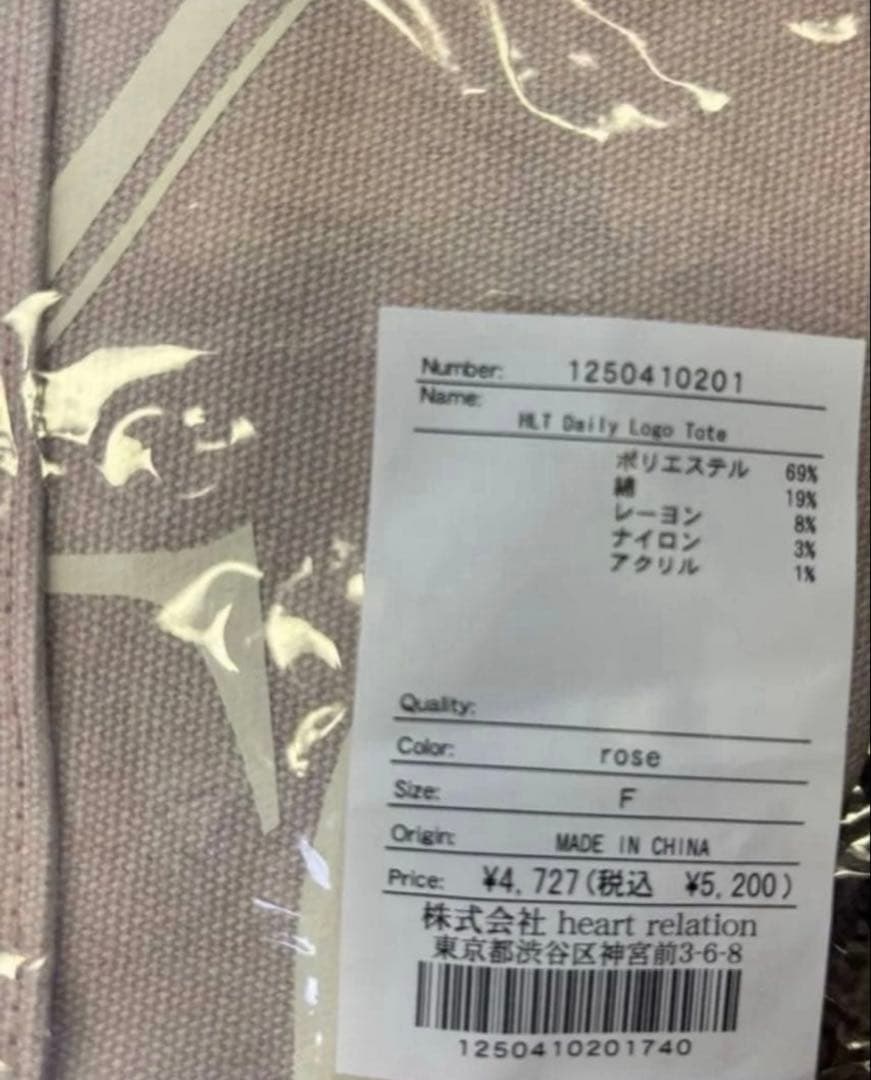 Number: 1250410201
Name:
HLT Daily Logo Tote
ポリエステル 69%
綿 19%
レーヨン 8%
ナイロン 3%
アクリル 1%
Quality:
Color: rose
Size: F
Origin: MADE IN CHINA
Price: ¥4,727(税込 ¥5,200)
株式会社 heart relation
東京都渋谷区神宮前3-6-8
1250410201740